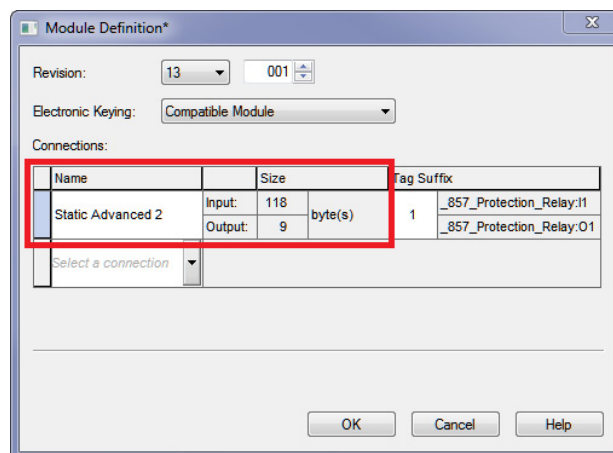 Module Definition*
Revision: 13 001
Electronic Keying: Compatible Module
Connections:
Name Size Tag Suffix
Static Advanced 2 Input: 118 byte(s) 1 _857_Protection_Relay:I1
Output: 9 _857_Protection_Relay:O1
Select a connection
OK Cancel Help